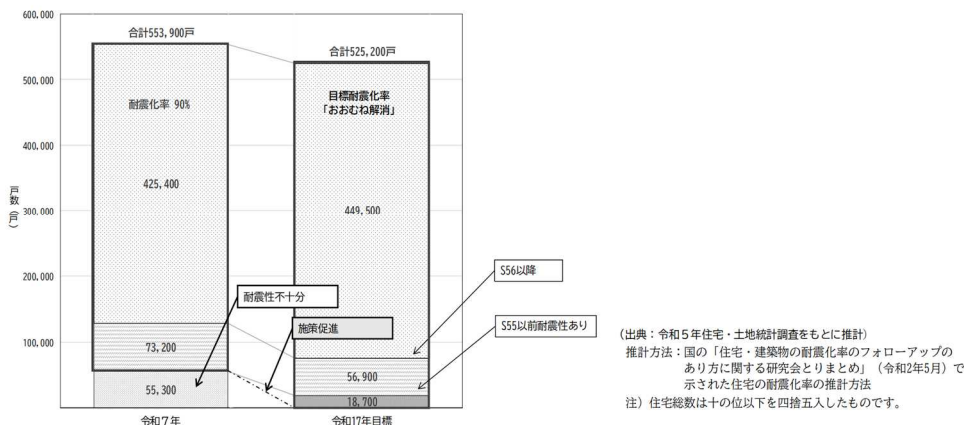 600,000
500,000
400,000
300,000
200,000
100,000
戸数(戸)
合計553,900戸
耐震化率 90%
425,400
73,200
55,300
令和7年
合計525,200戸
目標耐震化率
「おおむね解消」
449,500
56,900
18,700
令和17年目標
耐震性不十分
施策促進
S56以降
S55以前耐震性あり
(出典：令和5年住宅・土地統計調査をもとに推計)
推計方法：国の「住宅・建築物の耐震化率のフォローアップの
あり方に関する研究会とりまとめ」(令和2年5月)で
示された住宅の耐震化率の推計方法
注）住宅総数は十の位以下を四捨五入したものです。